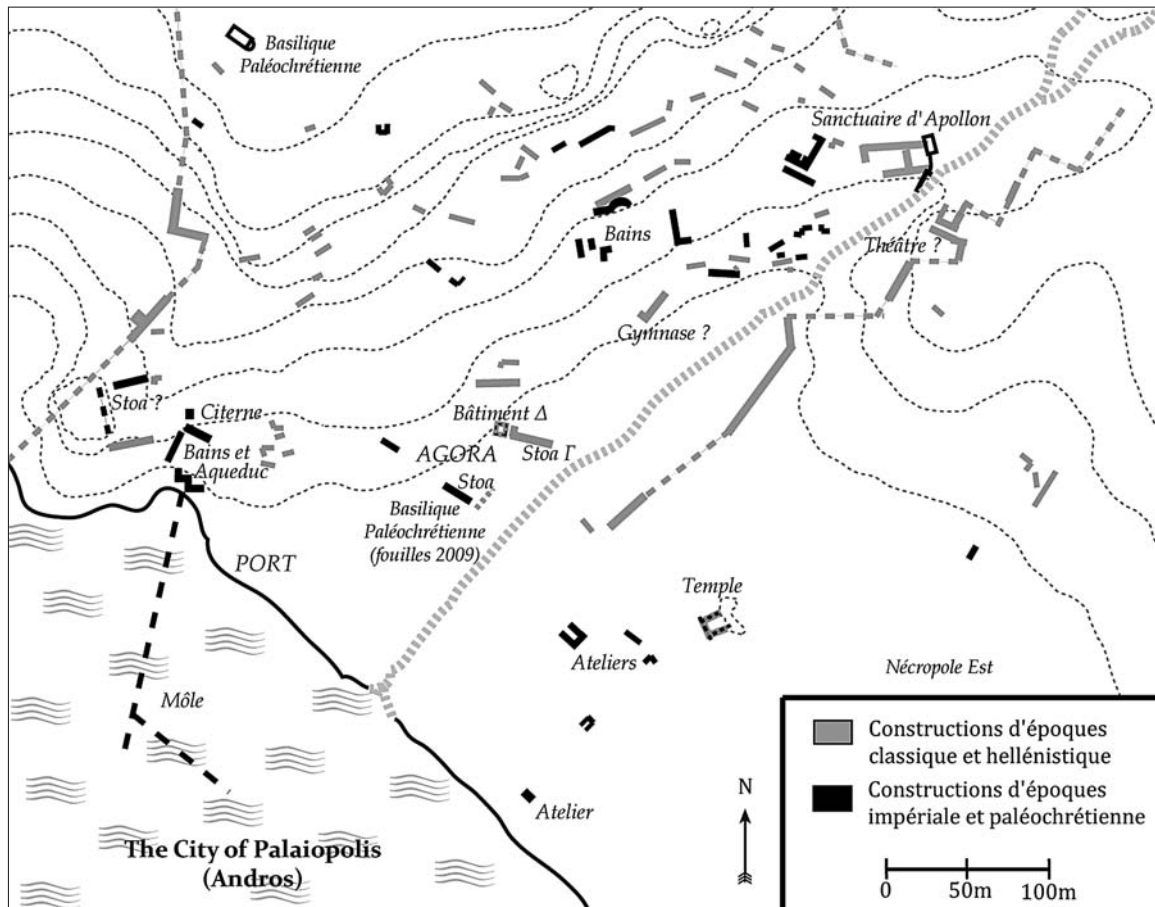 Basilique
Paléochrétienne
Sanctuaire d'Apollon
Bains
Théâtre ?
Gymnase ?
Stoa ?
Citerne
Bains et
Aqueduc
Bâtiment Δ
AGORA
Stoa Γ
Stoa
Basilique
Paléochrétienne
(fouilles 2009)
PORT
Temple
Ateliers
Nécropole Est
Môle
Atelier
The City of Palaiopolis
(Andros)
N
Constructions d'époques
classique et hellénistique
Constructions d'époques
impériale et paléochrétienne
0 50m 100m